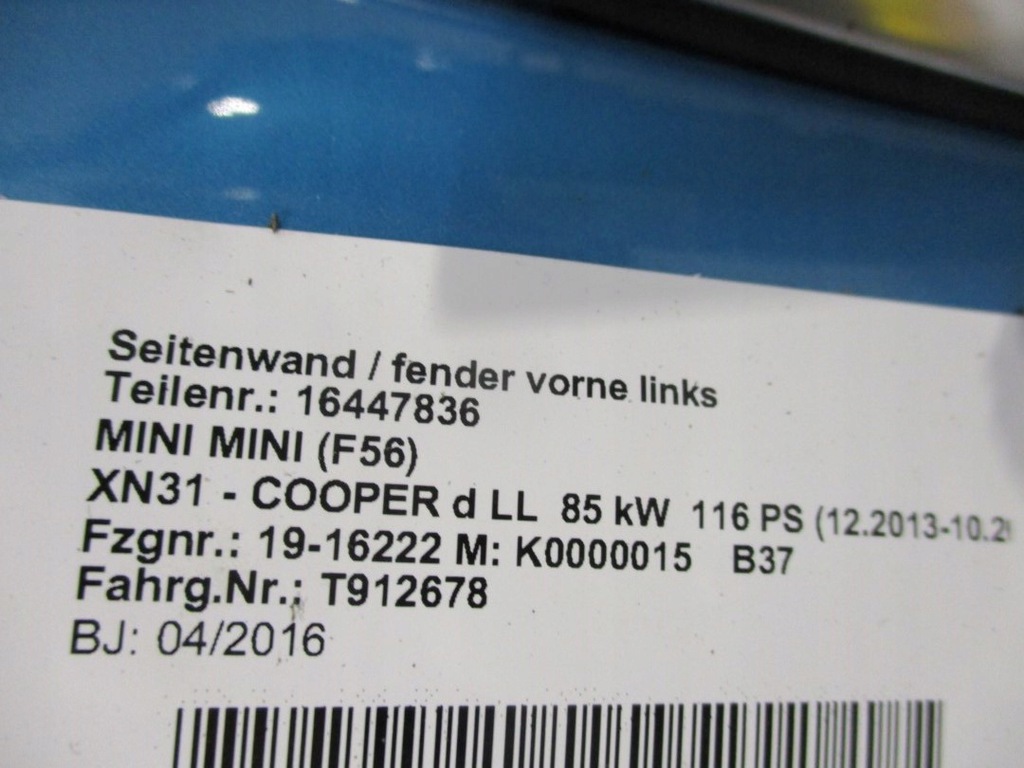 Seitenwand / fender vorne links
Teilenr.: 16447836
MINI MINI (F56)
XN31 - COOPER d LL 85 kW 116 PS (12.2013-10.2
Fzgnr.: 19-16222 M: K0000015 B37
Fahrg.Nr.: T912678
BJ: 04/2016